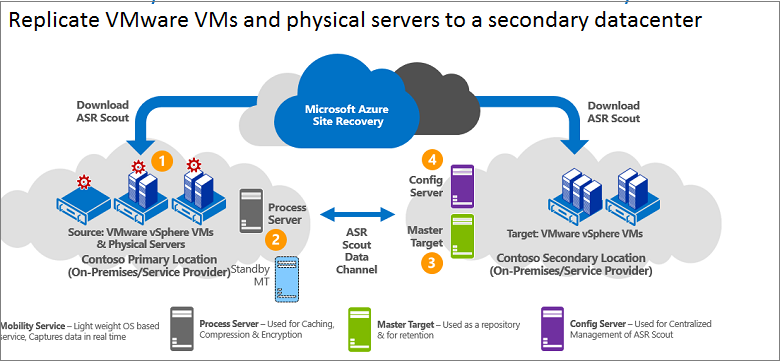 Replicate VMware VMs and physical servers to a secondary datacenter
Download
ASR Scout
Microsoft Azure
Site Recovery
Download
ASR Scout
1
4
Config
Server
Process
Server
Source: VMware vSphere VMs
& Physical Servers
Contoso Primary Location
(On-Premises/Service Provider)
2
Standby
MT
ASR
Scout
Data
Channel
Master
Target
3
Target: VMware vSphere VMs
Contoso Secondary Location
(On-Premises/Service Provider)
Mobility Service – Light weight OS based
service, Captures data in real time
Process Server – Used for Caching,
Compression & Encryption
Master Target – Used as a repository
& for retention
Config Server – Used for Centralized
Management of ASR Scout